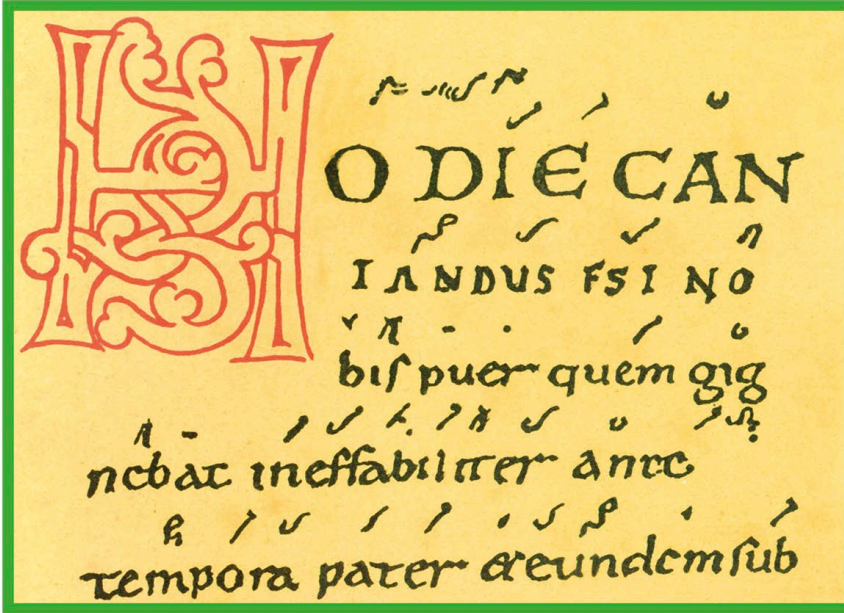 HODIE CAN
TANDUS EST NO
bis puer quem gig
nebat ineffabiliter ante
tempora pater et eundem sub